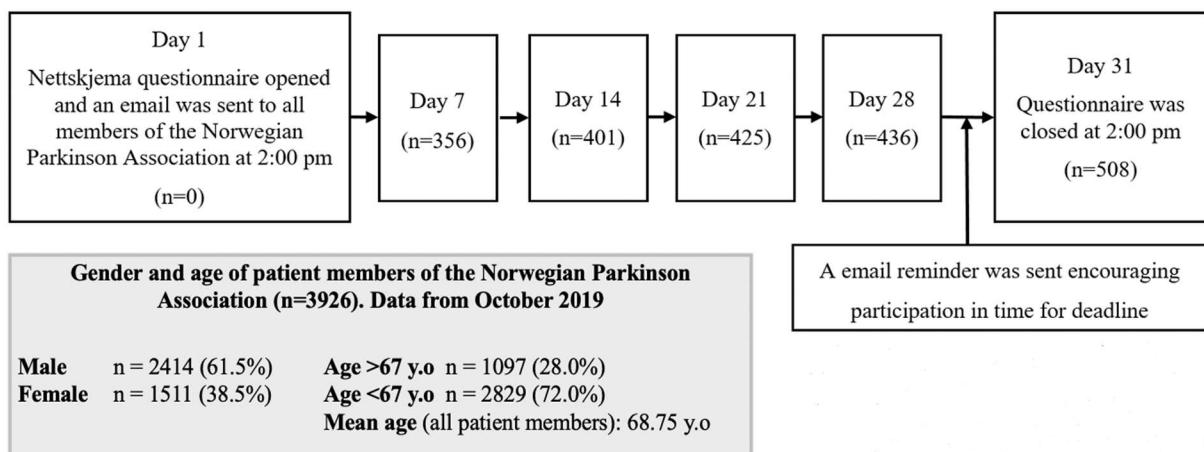 Day 1
Nettskjema questionnaire opened
and an email was sent to all
members of the Norwegian
Parkinson Association at 2:00 pm
(n=0)
Day 7
(n=356)
Day 14
(n=401)
Day 21
(n=425)
Day 28
(n=436)
Day 31
Questionnaire was
closed at 2:00 pm
(n=508)
A email reminder was sent encouraging
participation in time for deadline
Gender and age of patient members of the Norwegian Parkinson
Association (n=3926). Data from October 2019
Male n = 2414 (61.5%) Age >67 y.o n = 1097 (28.0%)
Female n = 1511 (38.5%) Age <67 y.o n = 2829 (72.0%)
Mean age (all patient members): 68.75 y.o